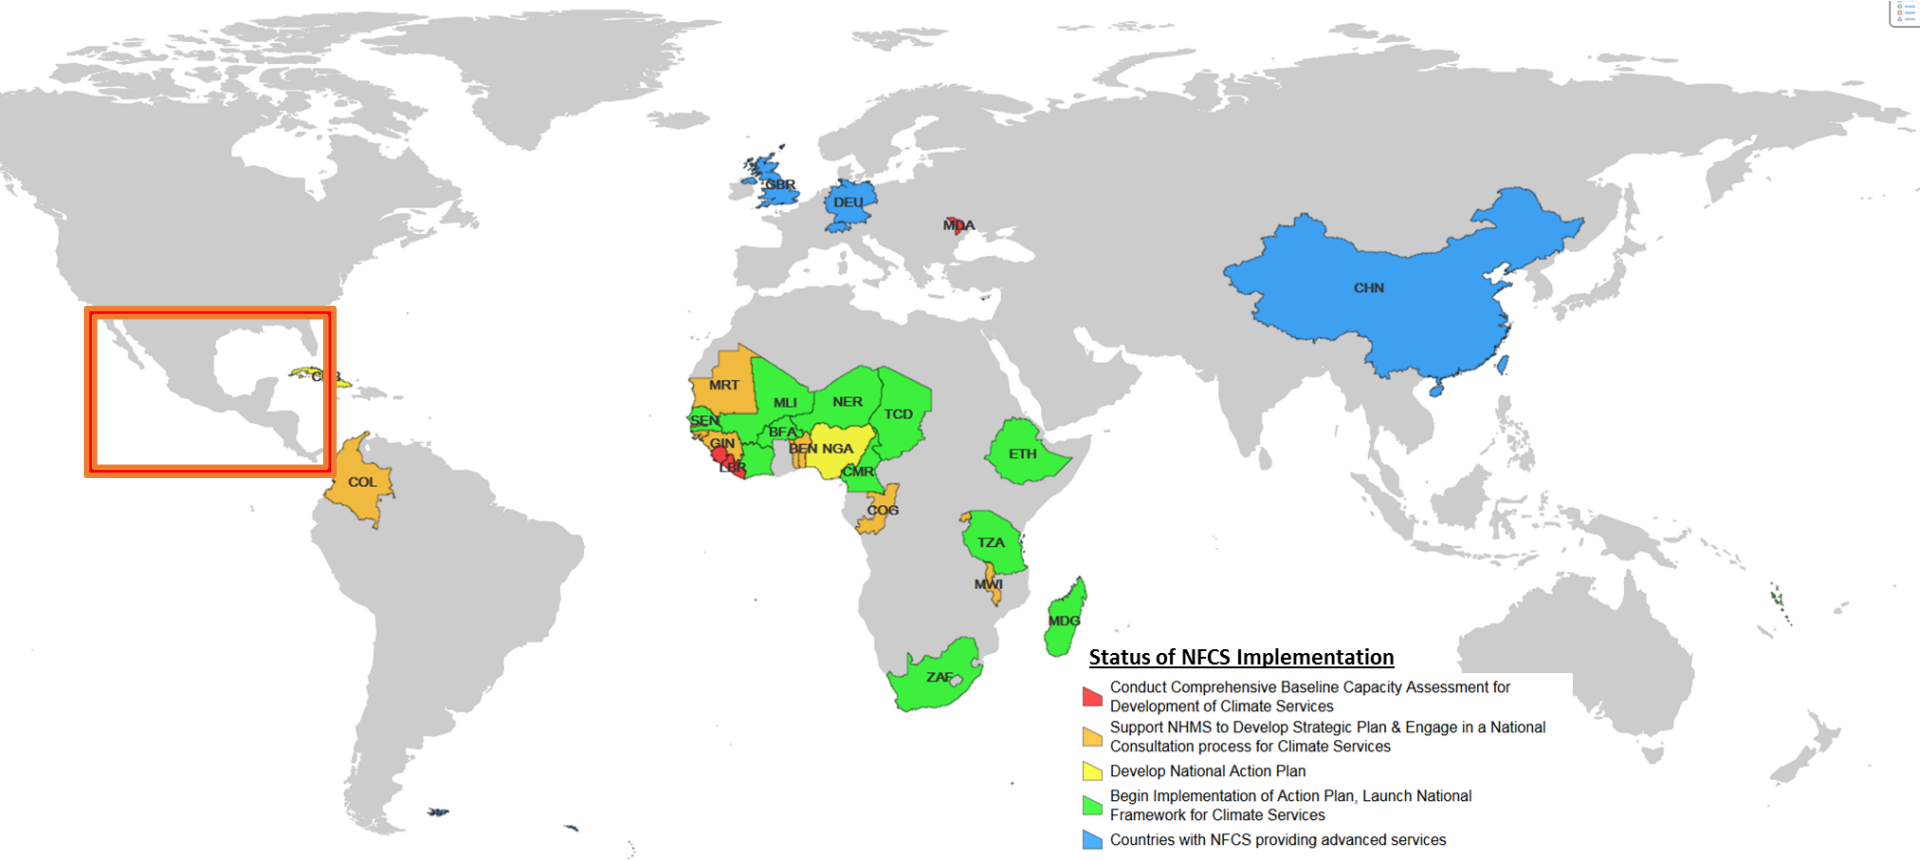 GBR
DEU
MDA
CHN
CUB
MRT
MLI
NER
TCD
SEN
BFA
GIN
BEN
NGA
ETH
LBR
CMR
COL
COG
TZA
MWI
MDG
ZAF
Status of NFCS Implementation
Conduct Comprehensive Baseline Capacity Assessment for
Development of Climate Services
Support NHMS to Develop Strategic Plan & Engage in a National
Consultation process for Climate Services
Develop National Action Plan
Begin Implementation of Action Plan, Launch National
Framework for Climate Services
Countries with NFCS providing advanced services